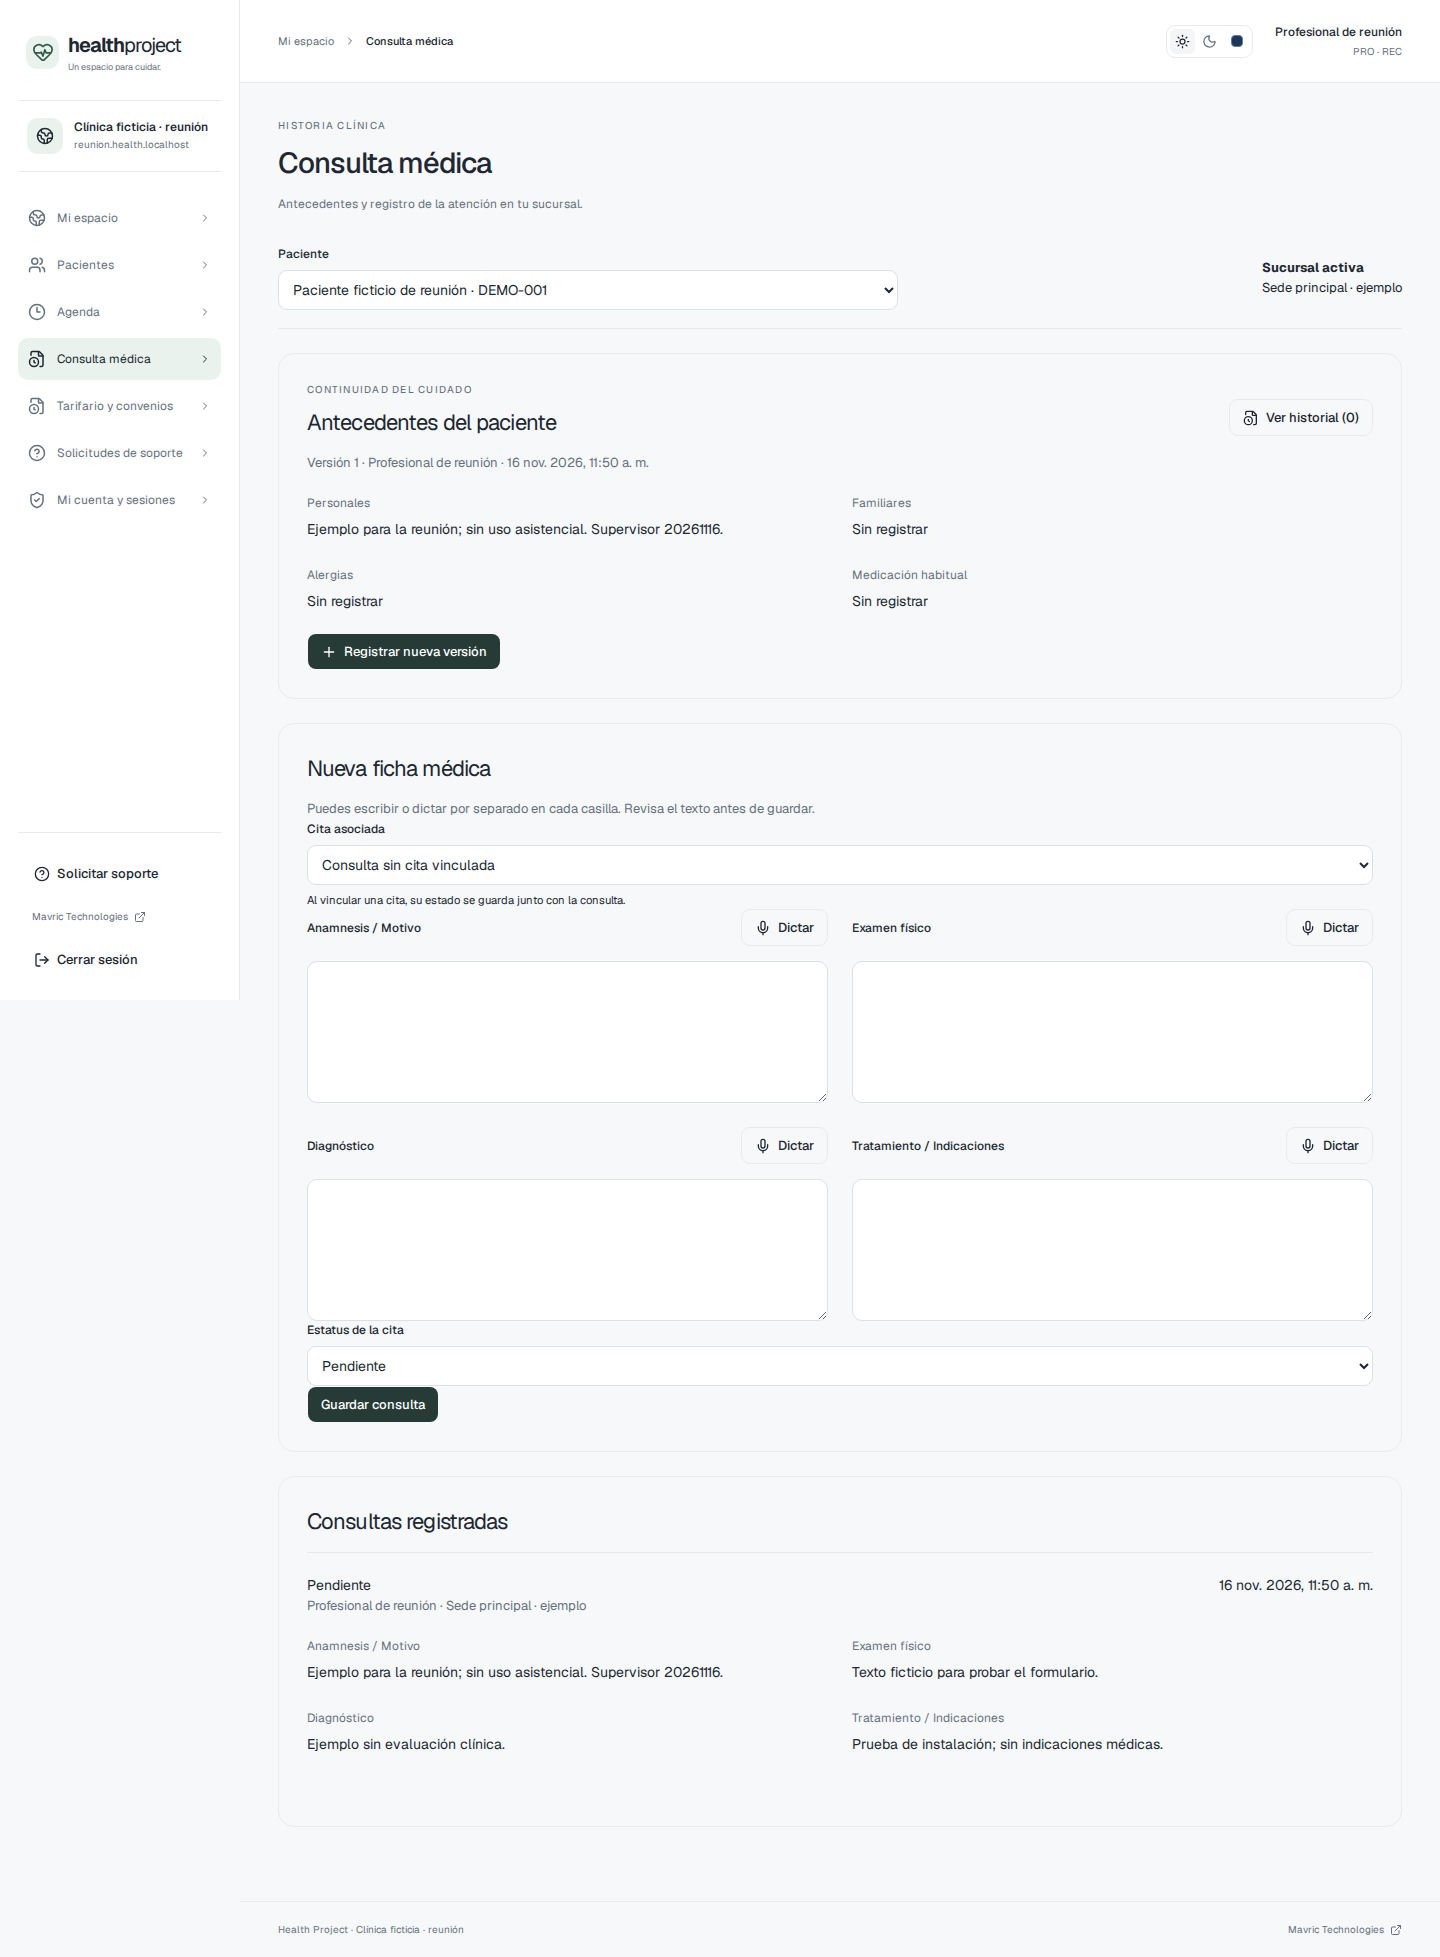 healthproject
Un espacio para cuidar.
Clínica ficticia · reunión
reunion.health.localhost
Mi espacio
Pacientes
Agenda
Consulta médica
Tarifario y convenios
Solicitudes de soporte
Mi cuenta y sesiones
Solicitar soporte
Mavric Technologies
Cerrar sesión
Mi espacio
Consulta médica
Profesional de reunión
PRO · REC
HISTORIA CLÍNICA
Consulta médica
Antecedentes y registro de la atención en tu sucursal.
Paciente
Paciente ficticio de reunión · DEMO-001
Sucursal activa
Sede principal · ejemplo
CONTINUIDAD DEL CUIDADO
Antecedentes del paciente
Ver historial (0)
Versión 1 · Profesional de reunión · 16 nov. 2026, 11:50 a. m.
Personales
Ejemplo para la reunión; sin uso asistencial. Supervisor 20261116.
Familiares
Sin registrar
Alergias
Sin registrar
Medicación habitual
Sin registrar
Registrar nueva versión
Nueva ficha médica
Puedes escribir o dictar por separado en cada casilla. Revisa el texto antes de guardar.
Cita asociada
Consulta sin cita vinculada
Al vincular una cita, su estado se guarda junto con la consulta.
Anamnesis / Motivo
Dictar
Examen físico
Dictar
Diagnóstico
Dictar
Tratamiento / Indicaciones
Dictar
Estatus de la cita
Pendiente
Guardar consulta
Consultas registradas
Pendiente
16 nov. 2026, 11:50 a. m.
Profesional de reunión · Sede principal · ejemplo
Anamnesis / Motivo
Ejemplo para la reunión; sin uso asistencial. Supervisor 20261116.
Examen físico
Texto ficticio para probar el formulario.
Diagnóstico
Ejemplo sin evaluación clínica.
Tratamiento / Indicaciones
Prueba de instalación; sin indicaciones médicas.
Health Project · Clínica ficticia · reunión
Mavric Technologies